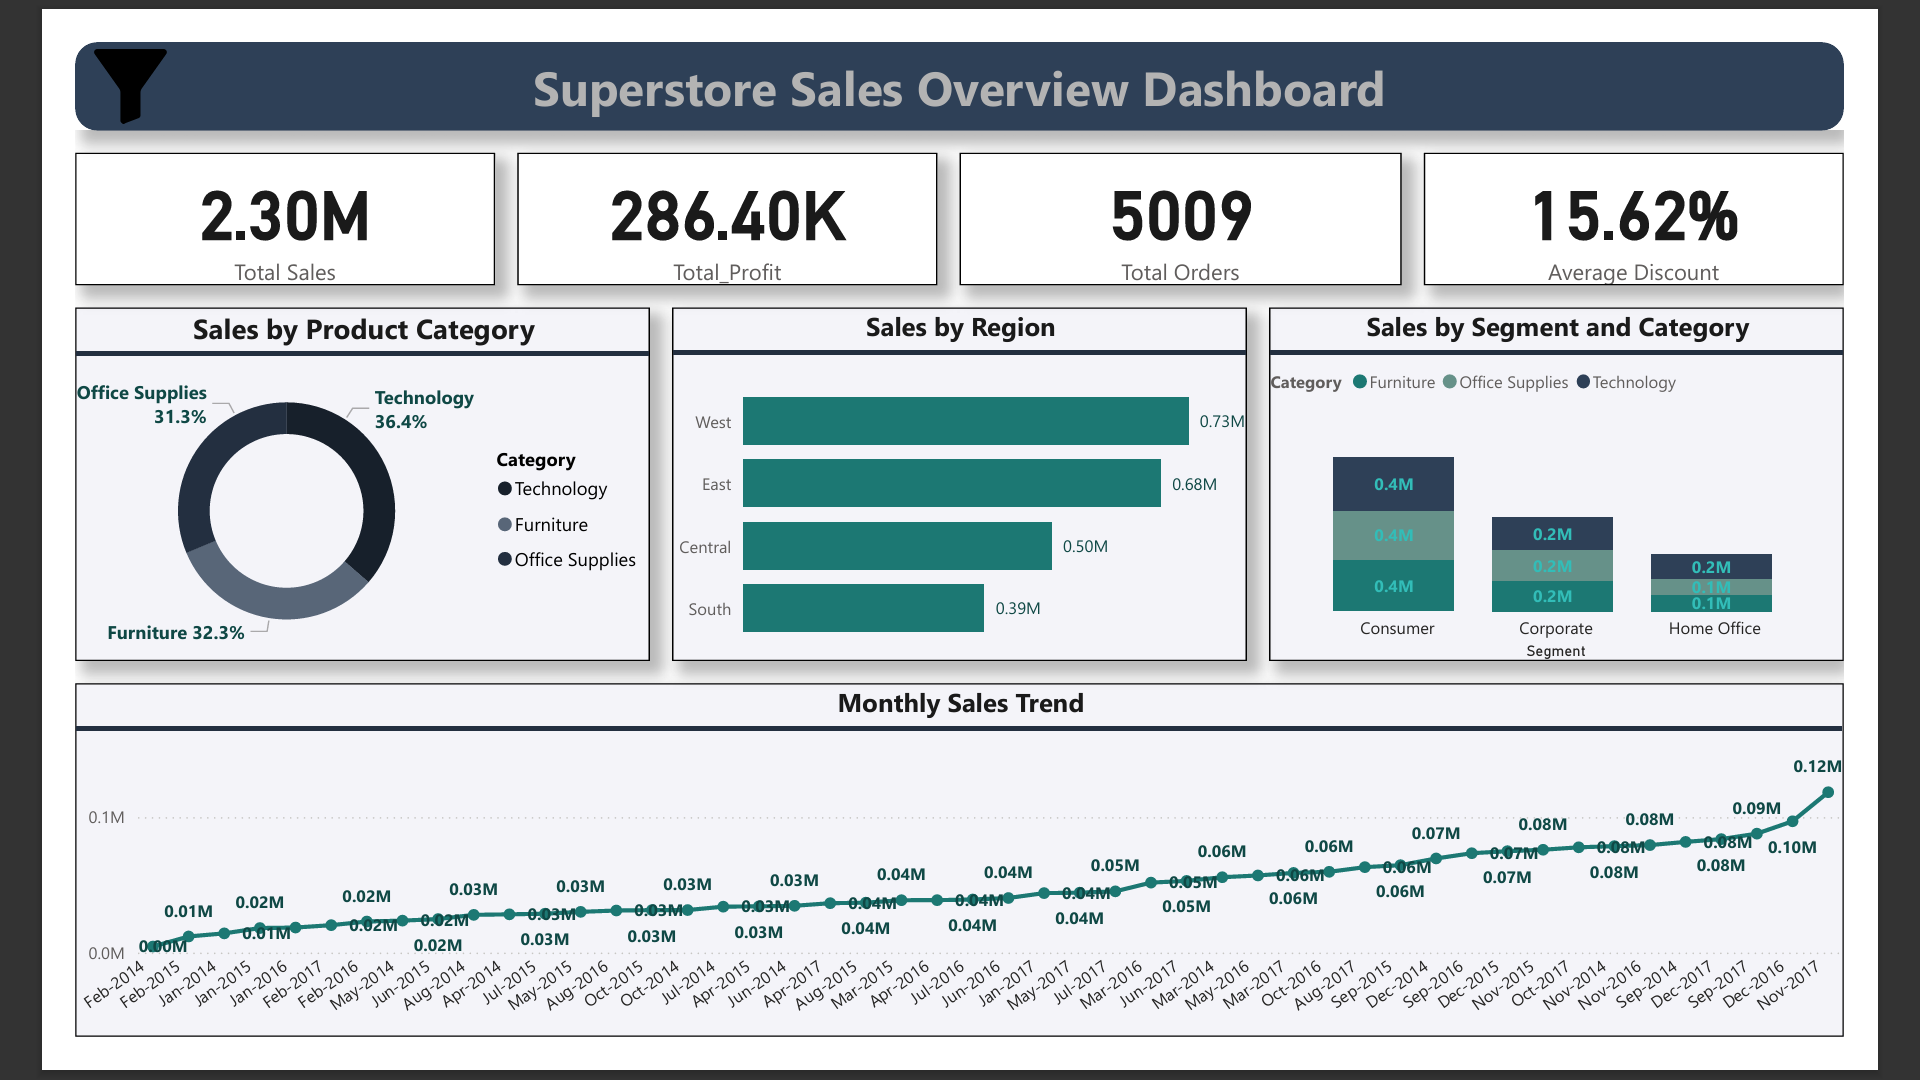 Superstore Sales Overview Dashboard
2.30M
Total Sales
286.40K
Total_Profit
5009
Total Orders
15.62%
Average Discount
Sales by Product Category
Office Supplies
31.3%
Technology
36.4%
Furniture 32.3%
Category
Technology
Furniture
Office Supplies
Sales by Region
West 0.73M
East 0.68M
Central 0.50M
South 0.39M
Sales by Segment and Category
Category Furniture Office Supplies Technology
0.4M
0.4M
0.4M
0.2M
0.2M
0.2M
0.2M
0.1M
0.1M
Consumer Corporate Home Office
Segment
Monthly Sales Trend
0.1M
0.0M
0.00M 0.01M 0.02M 0.01M 0.02M 0.02M 0.02M 0.02M 0.03M 0.03M 0.03M 0.03M 0.03M 0.03M 0.03M 0.03M 0.03M 0.03M 0.04M 0.04M 0.04M 0.04M 0.04M 0.04M 0.04M 0.04M 0.05M 0.05M 0.05M 0.06M 0.06M 0.06M 0.06M 0.06M 0.06M 0.07M 0.07M 0.07M 0.08M 0.08M 0.08M 0.08M 0.08M 0.08M 0.09M 0.10M 0.12M
Feb-2014 Feb-2015 Jan-2014 Jan-2015 Jan-2016 Feb-2017 Feb-2016 May-2014 Jun-2015 Aug-2014 Apr-2014 Jul-2015 May-2015 Aug-2016 Oct-2015 Oct-2014 Jul-2014 Apr-2015 Jun-2014 Apr-2017 Aug-2015 Mar-2015 Apr-2016 Jul-2016 Jun-2016 Jan-2017 May-2017 Jul-2017 Mar-2016 Jun-2017 Mar-2014 May-2016 Mar-2017 Oct-2016 Aug-2017 Sep-2015 Dec-2014 Sep-2016 Dec-2015 Nov-2015 Oct-2017 Nov-2014 Nov-2016 Sep-2014 Dec-2017 Sep-2017 Dec-2016 Nov-2017